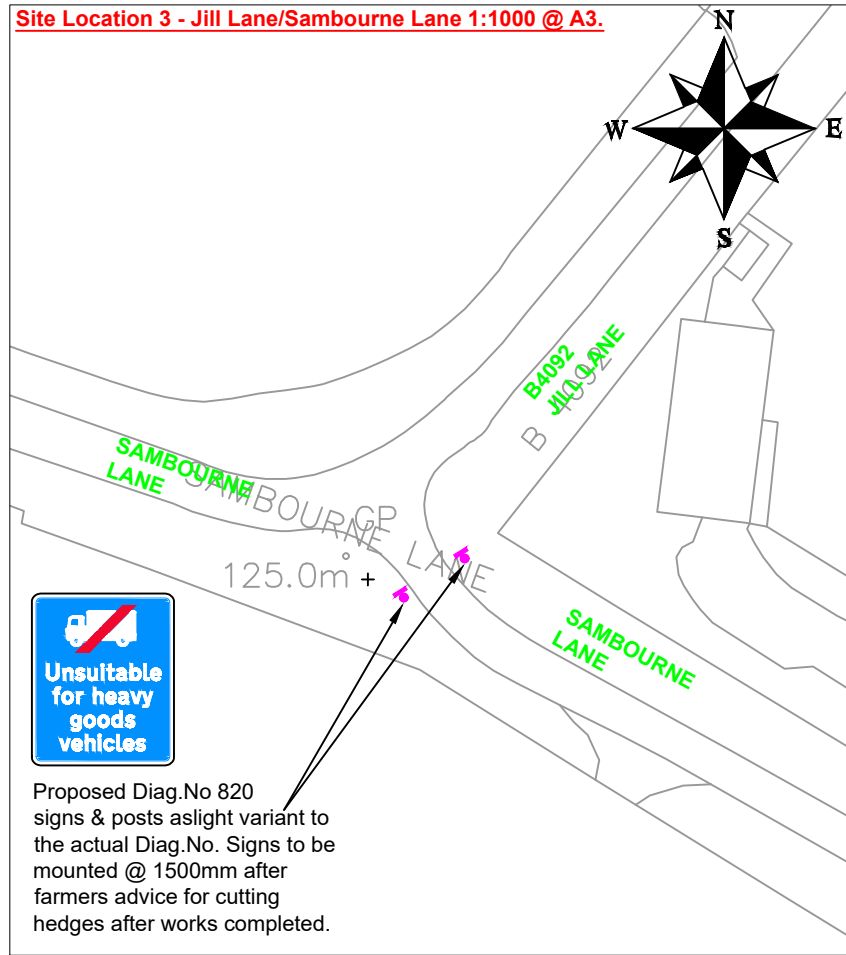 Site Location 3 - Jill Lane/Sambourne Lane 1:1000 @ A3.
N
W
E
S
B4092
JILL LANE
B 4092
SAMBOURNE
LANE
SAMBOURNE LANE
GP
125.0m
SAMBOURNE
LANE
Unsuitable
for heavy
goods
vehicles
Proposed Diag.No 820
signs & posts aslight variant to
the actual Diag.No. Signs to be
mounted @ 1500mm after
farmers advice for cutting
hedges after works completed.